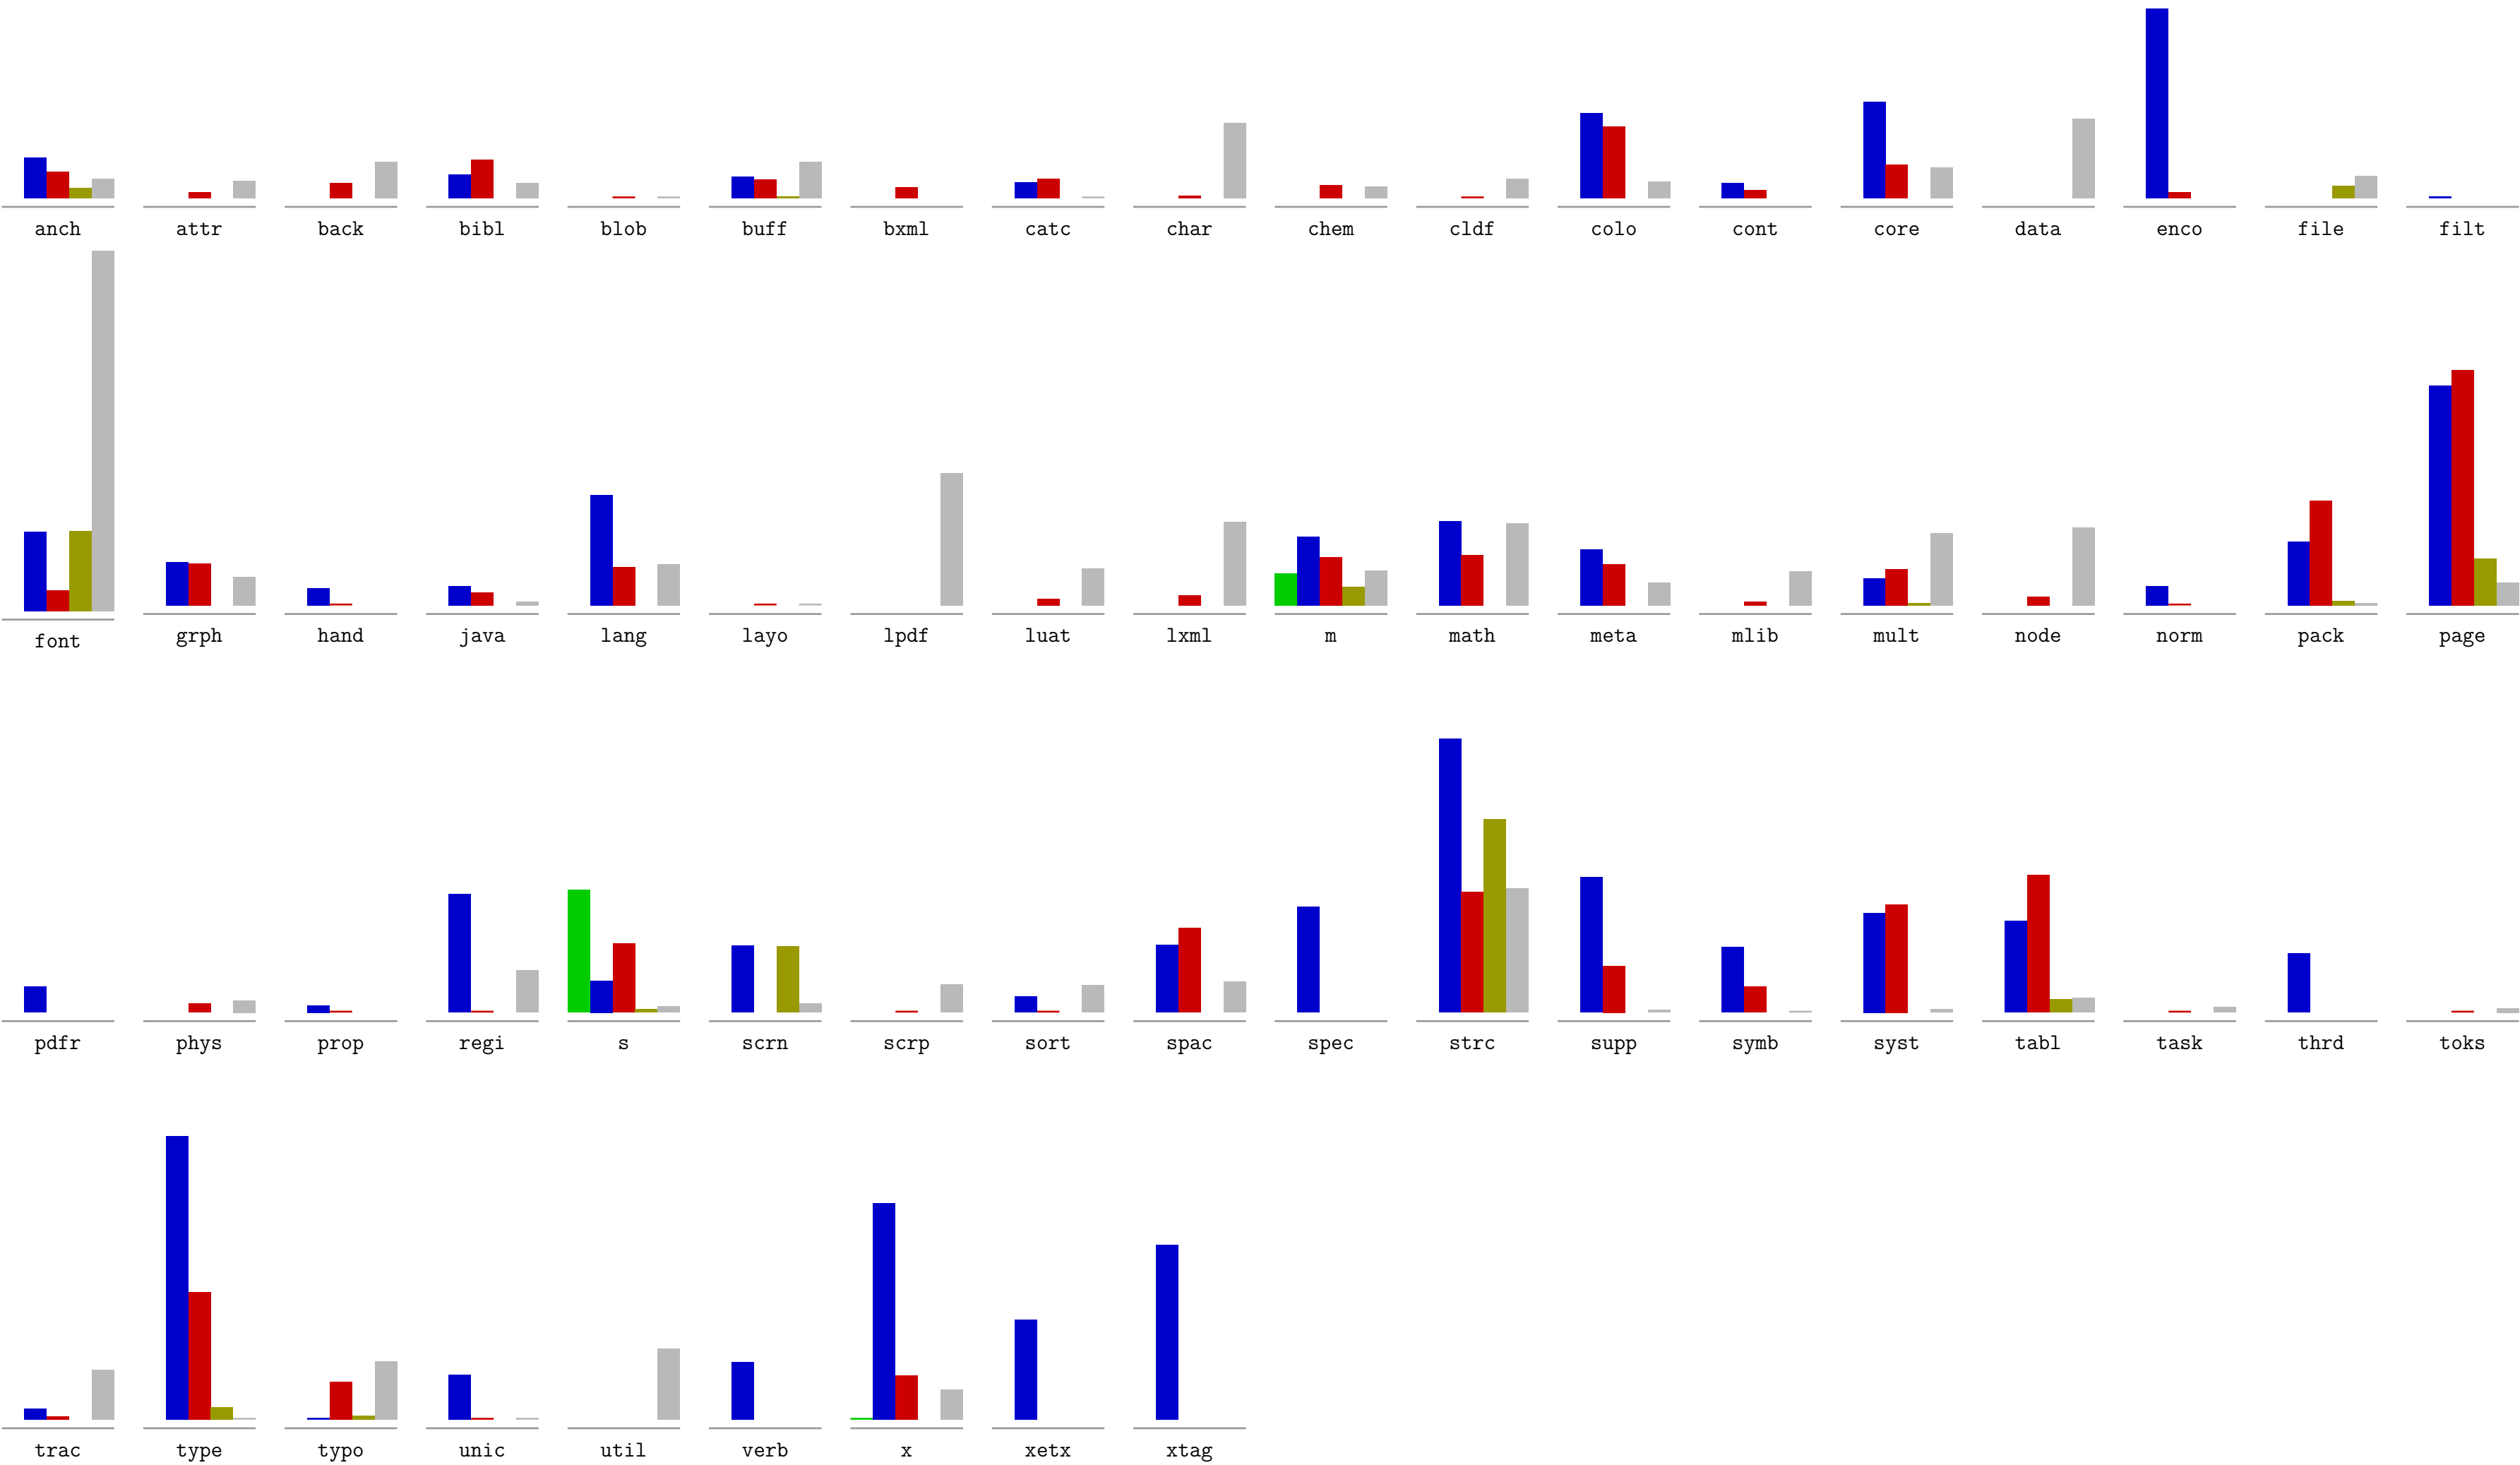 anch attr back bibl blob buff bxml catc char chem cldf colo cont core data enco file filt
font grph hand java lang layo lpdf luat lxml m math meta mlib mult node norm pack page
pdfr phys prop regi s scrn scrp sort spac spec strc supp symb syst tabl task thrd toks
trac type typo unic util verb x xetx xtag